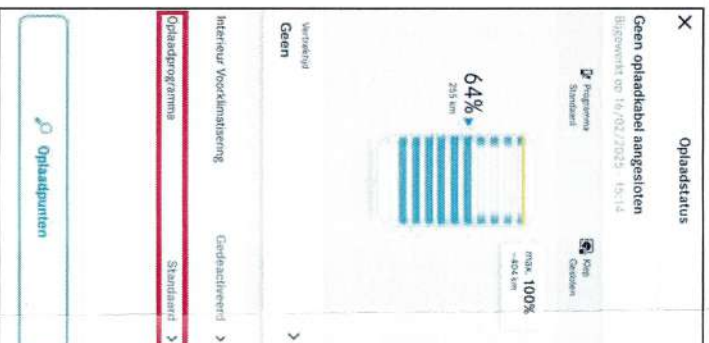 Oplaadstatus
Geen oplaadkabel aangesloten
Bijgewerkt op 16/02/2025 - 15:14
Programma
Standaard
Klep
Gesloten
max. 100%
~404 km
64%
255 km
Vertrektijd
Geen
Interieur Voorklimatisering
Gedeactiveerd
Oplaadprogramma
Standaard
Oplaadpunten